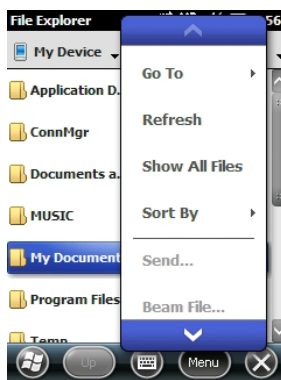 File Explorer
56
My Device
Application D.
ConnMgr
Documents a.
MUSIC
My Document
Program Files
Temp
Go To
Refresh
Show All Files
Sort By
Send...
Beam File...
Up
Menu